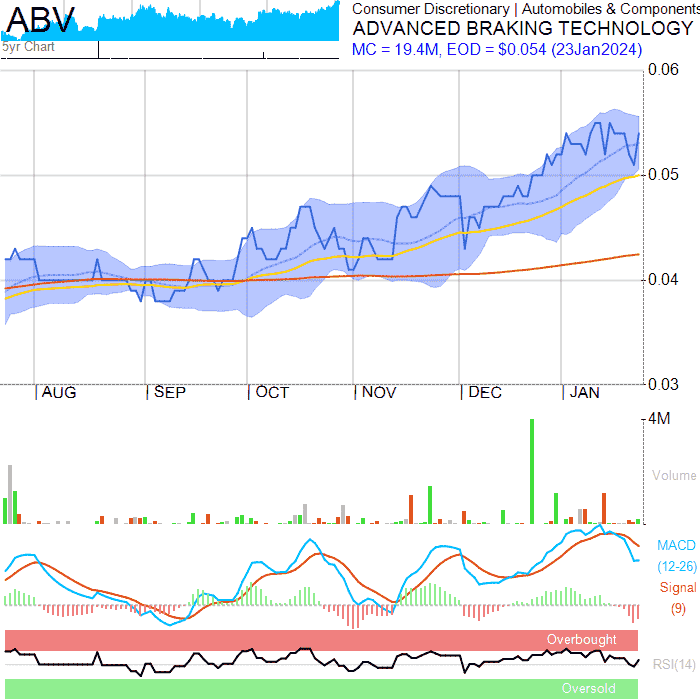 ABV
5yr Chart
Consumer Discretionary | Automobiles & Components
ADVANCED BRAKING TECHNOLOGY
MC = 19.4M, EOD = $0.054 (23Jan2024)
0.06
0.05
0.04
0.03
AUG SEP OCT NOV DEC JAN
4M
Volume
MACD
(12-26)
Signal
(9)
Overbought
RSI(14)
Oversold